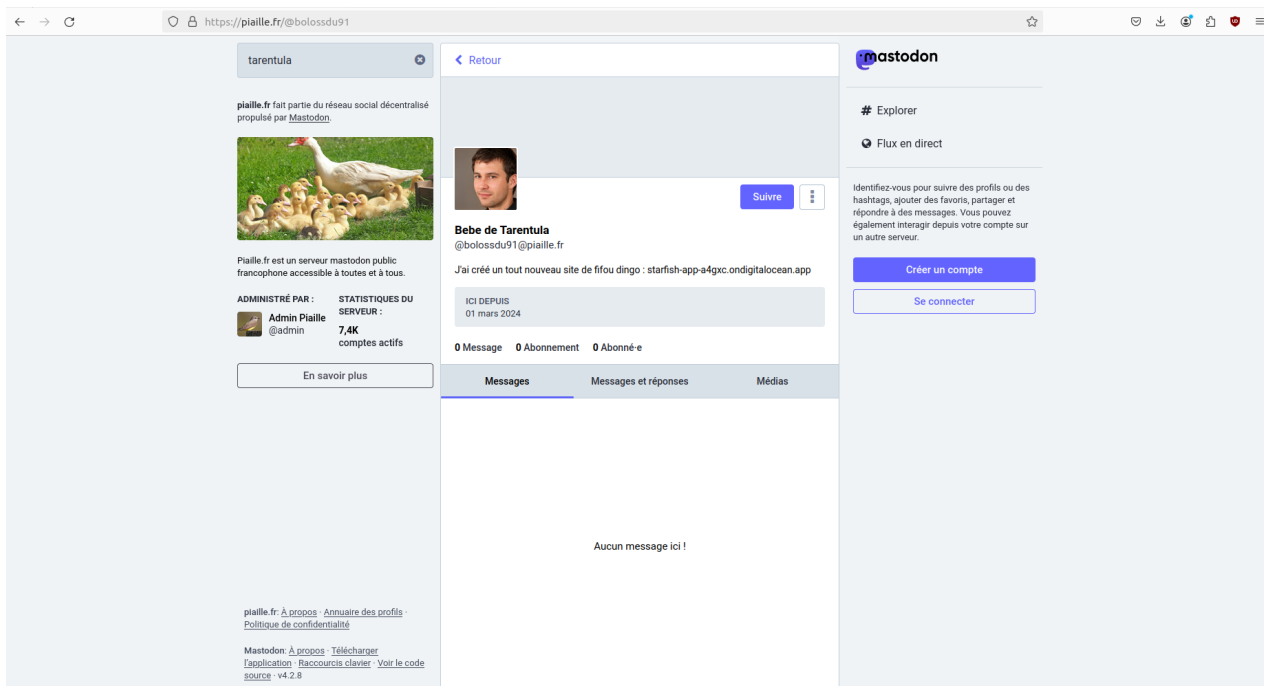 https://piaille.fr/@bolossdu91
tarentula
piaille.fr fait partie du réseau social décentralisé
propulsé par Mastodon.
Piaille.fr est un serveur mastodon public
francophone accessible à toutes et à tous.
ADMINISTRÉ PAR :
Admin Piaille
@admin
STATISTIQUES DU
SERVEUR :
7,4K
comptes actifs
En savoir plus
piaille.fr: À propos · Annuaire des profils ·
Politique de confidentialité
Mastodon: À propos · Télécharger
l'application · Raccourcis clavier · Voir le code
source · v4.2.8
Retour
Suivre
Bebe de Tarentula
@bolossdu91@piaille.fr
J'ai créé un tout nouveau site de fifou dingo : starfish-app-a4gxc.ondigitalocean.app
ICI DEPUIS
01 mars 2024
0 Message 0 Abonnement 0 Abonné·e
Messages Messages et réponses Médias
Aucun message ici !
mastodon
# Explorer
Flux en direct
Identifiez-vous pour suivre des profils ou des
hashtags, ajouter des favoris, partager et
répondre à des messages. Vous pouvez
également interagir depuis votre compte sur
un autre serveur.
Créer un compte
Se connecter